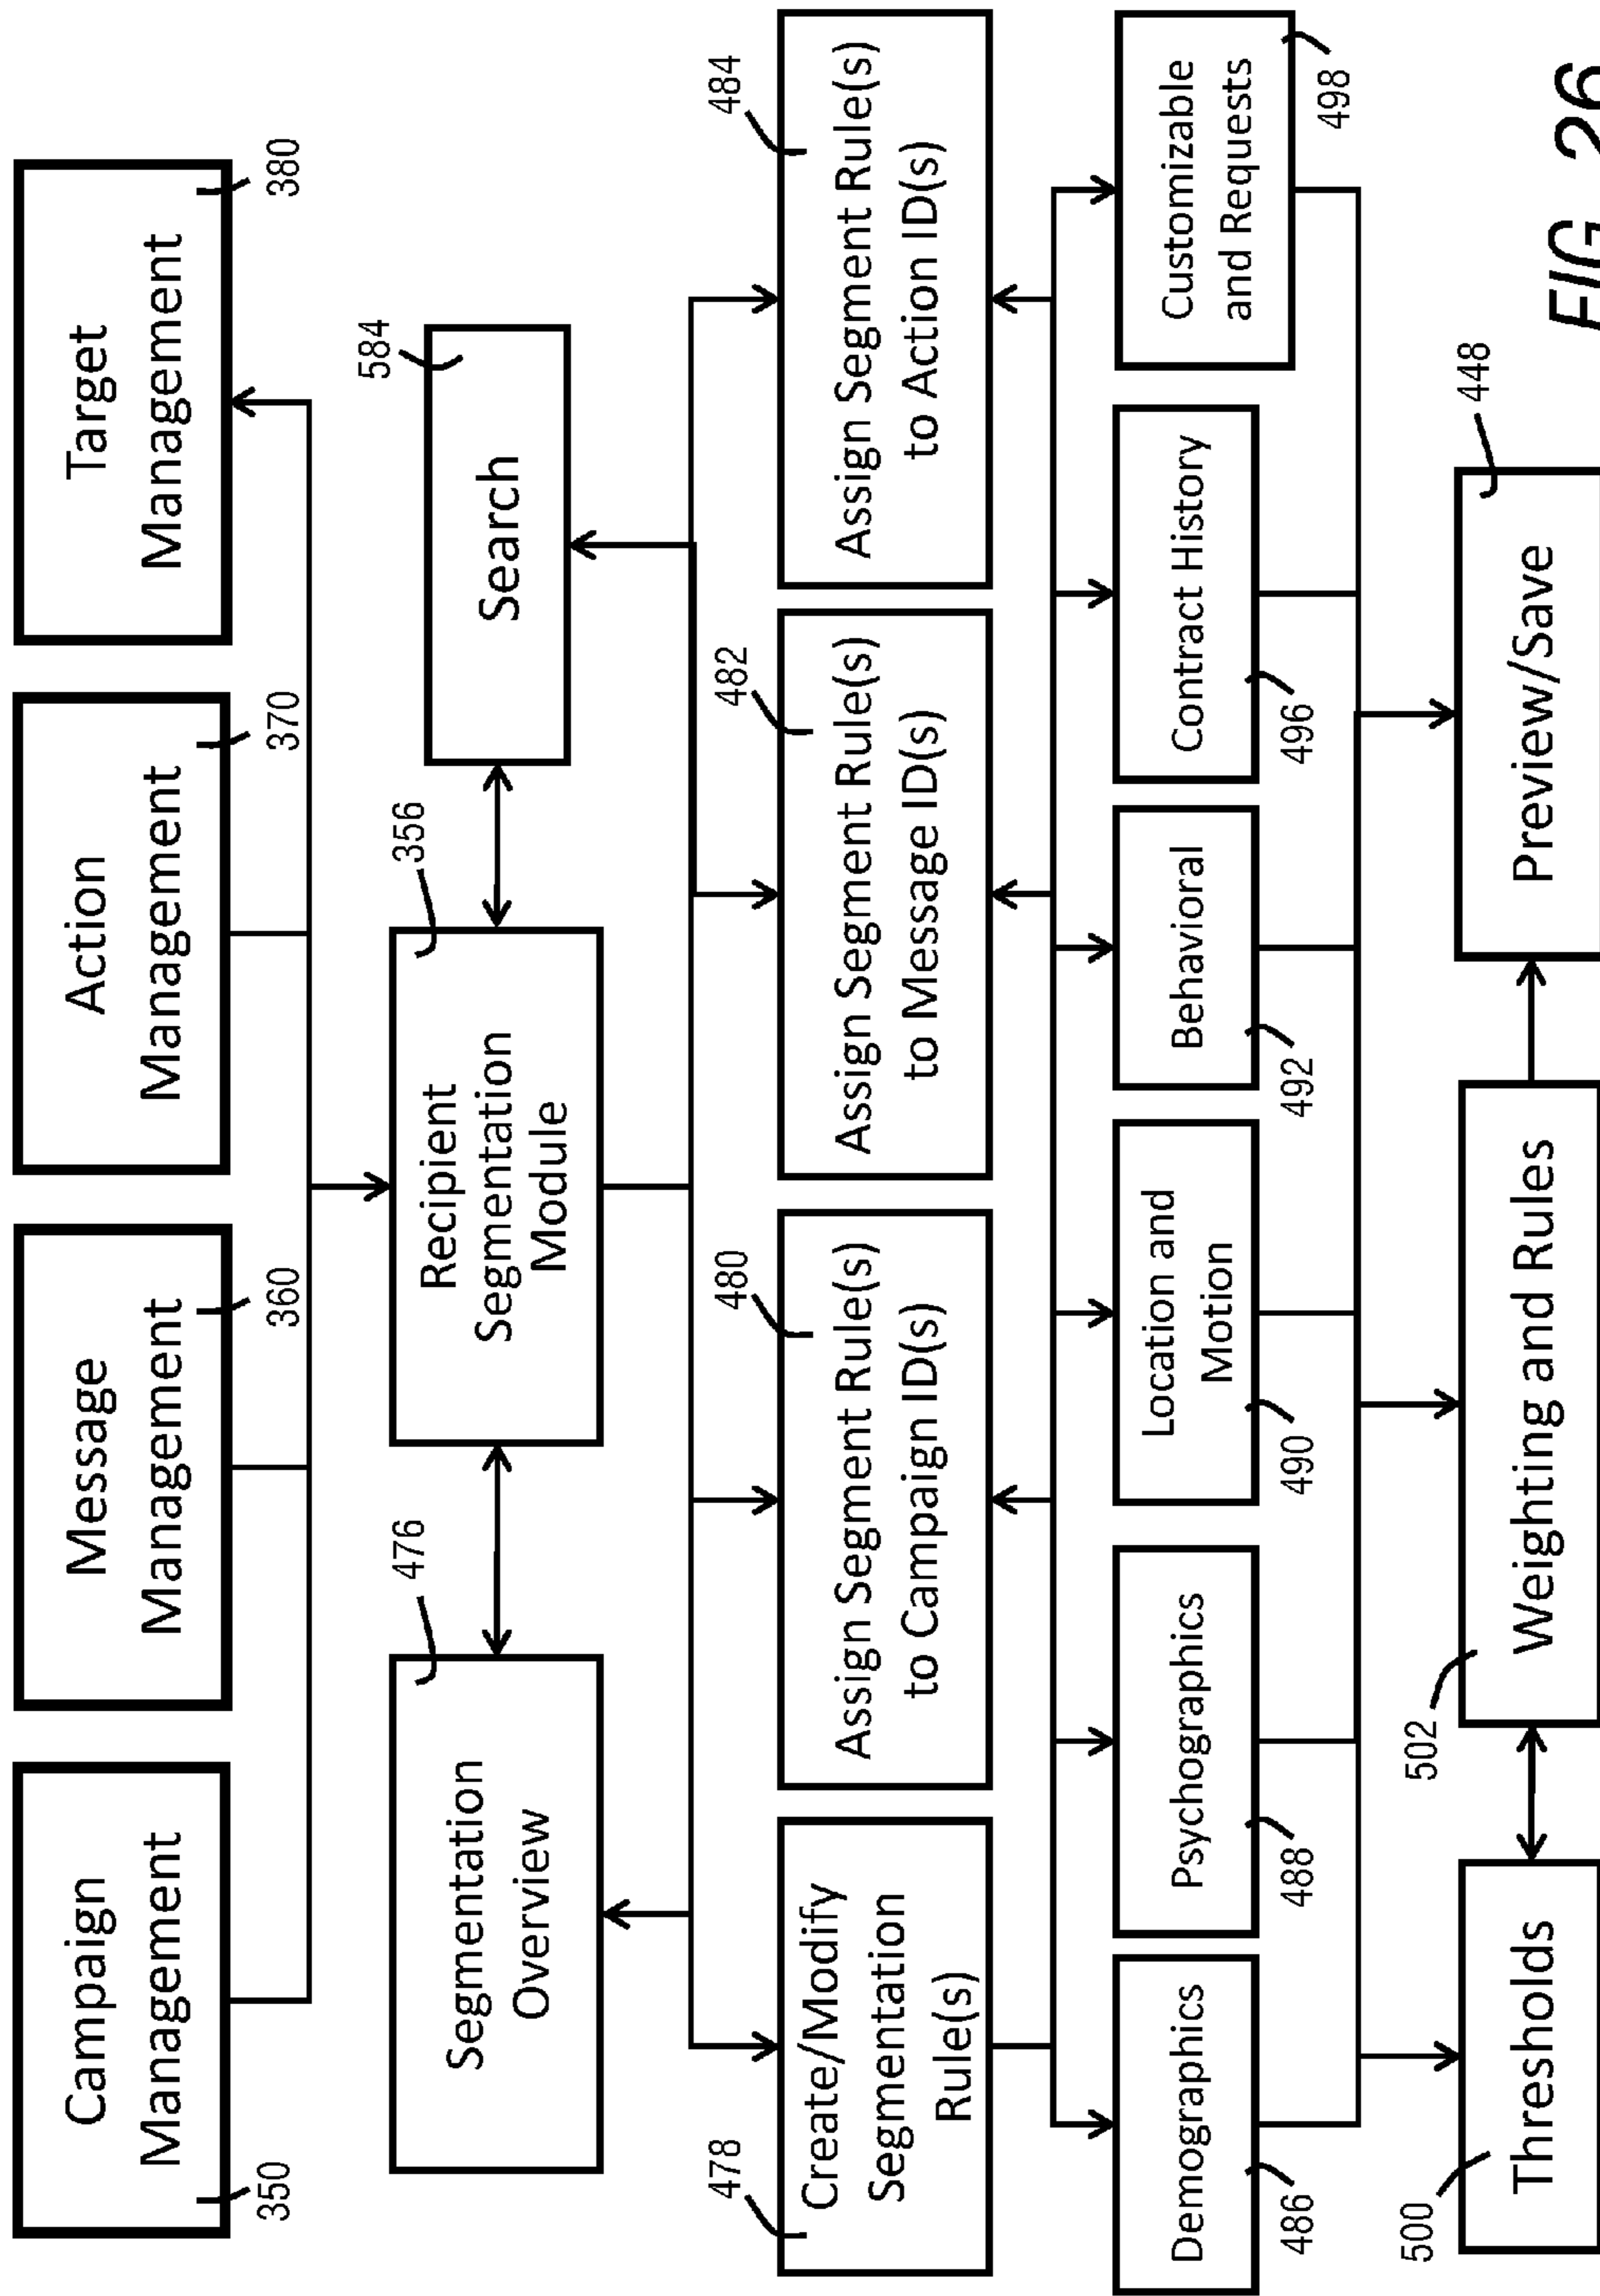 Campaign
Management
350
Message
Management
360
Action
Management
370
Target
Management
380
Segmentation
Overview
476
Recipient
Segmentation
Module
356
Search
584
Create/Modify
Segmentation
Rule(s)
478
Assign Segment Rule(s)
to Campaign ID(s)
480
Assign Segment Rule(s)
to Message ID(s)
482
Assign Segment Rule(s)
to Action ID(s)
484
Demographics
486
Psychographics
488
Location and
Motion
490
Behavioral
492
Contract History
496
Customizable
and Requests
498
Thresholds
500
Weighting and Rules
502
Preview/Save
448
FIG. 26